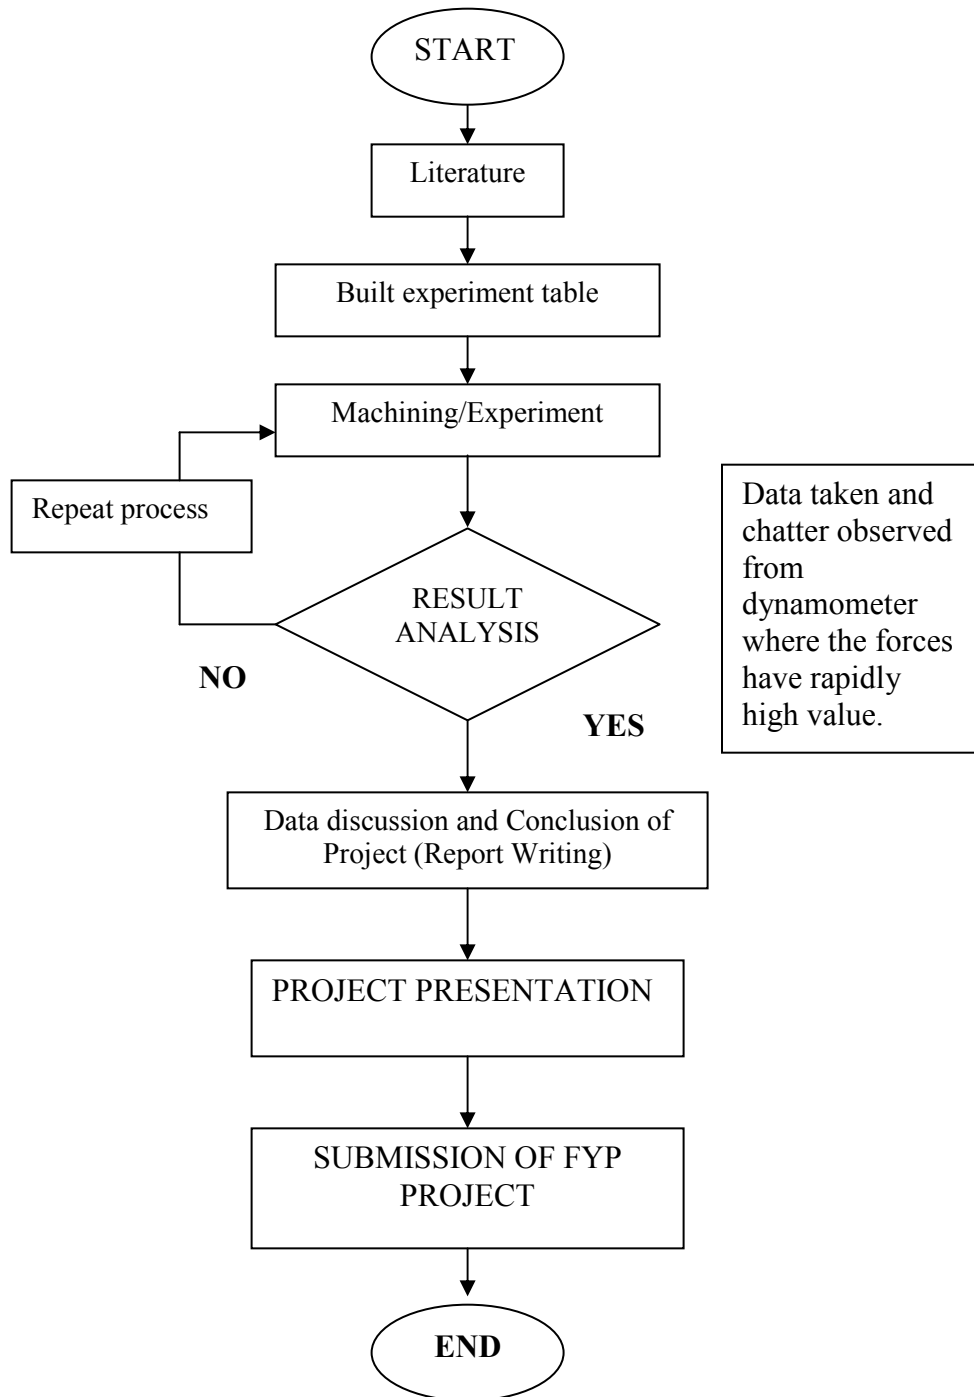 START
Literature
Built experiment table
Machining/Experiment
Repeat process
RESULT
ANALYSIS
NO
YES
Data taken and
chatter observed
from
dynamometer
where the forces
have rapidly
high value.
Data discussion and Conclusion of
Project (Report Writing)
PROJECT PRESENTATION
SUBMISSION OF FYP
PROJECT
END